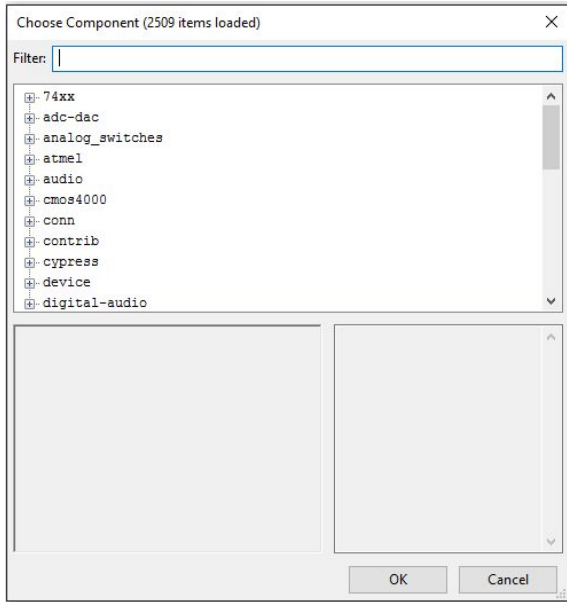 Choose Component (2509 items loaded)
Filter:
74xx
adc-dac
analog_switches
atmel
audio
cmos4000
conn
contrib
cypress
device
digital-audio
OK Cancel